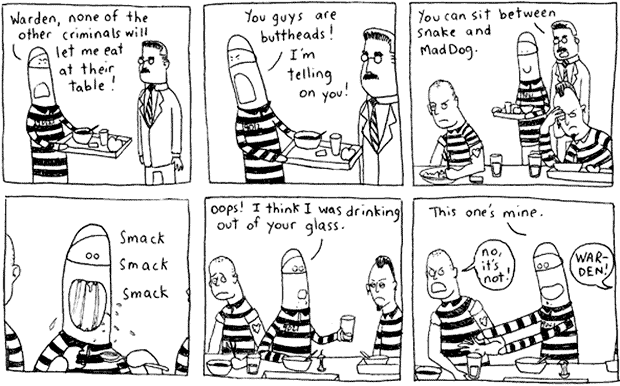 Warden, none of the
other criminals will
let me eat
at their
table!
You guys are
buttheads!
I'm
telling
on you!
You can sit between
snake and
MadDog.
Smack
Smack
Smack
oops! I think I was drinking
out of your glass.
This one's mine.
no,
it's
not!
WAR-
DEN!